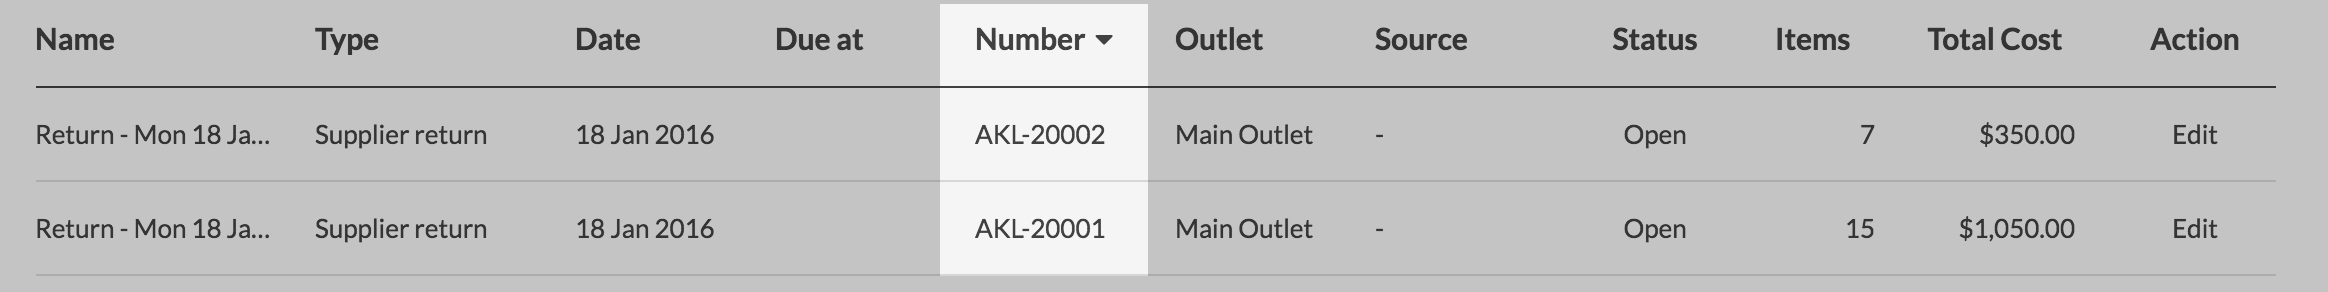 Name Type Date Due at Number Outlet Source Status Items Total Cost Action
Return - Mon 18 Ja... Supplier return 18 Jan 2016 AKL-20002 Main Outlet - Open 7 $350.00 Edit
Return - Mon 18 Ja... Supplier return 18 Jan 2016 AKL-20001 Main Outlet - Open 15 $1,050.00 Edit